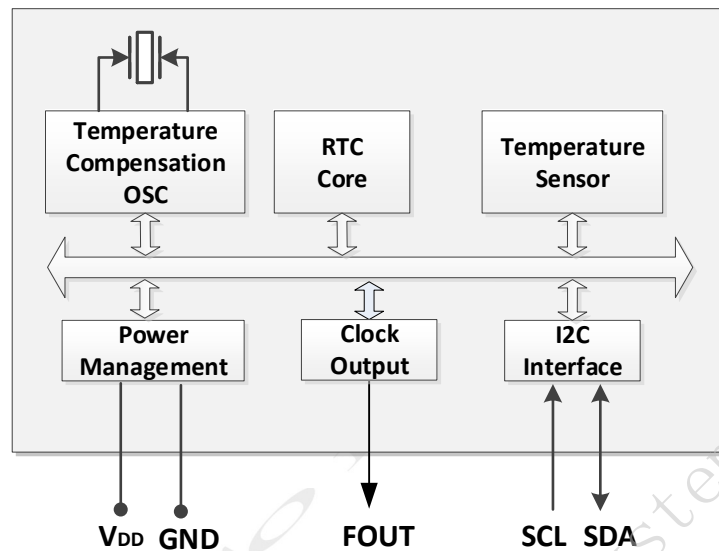 Temperature
Compensation
OSC
RTC
Core
Temperature
Sensor
Power
Management
Clock
Output
I2C
Interface
VDD GND FOUT SCL SDA